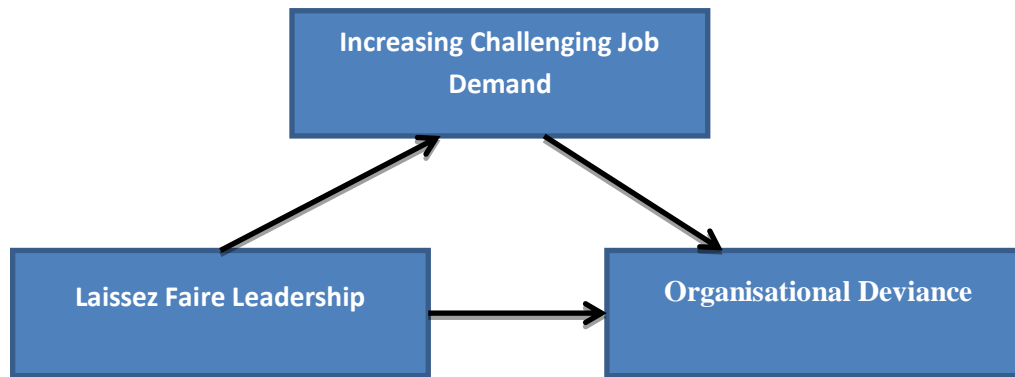 Increasing Challenging Job
Demand
Laissez Faire Leadership
Organisational Deviance